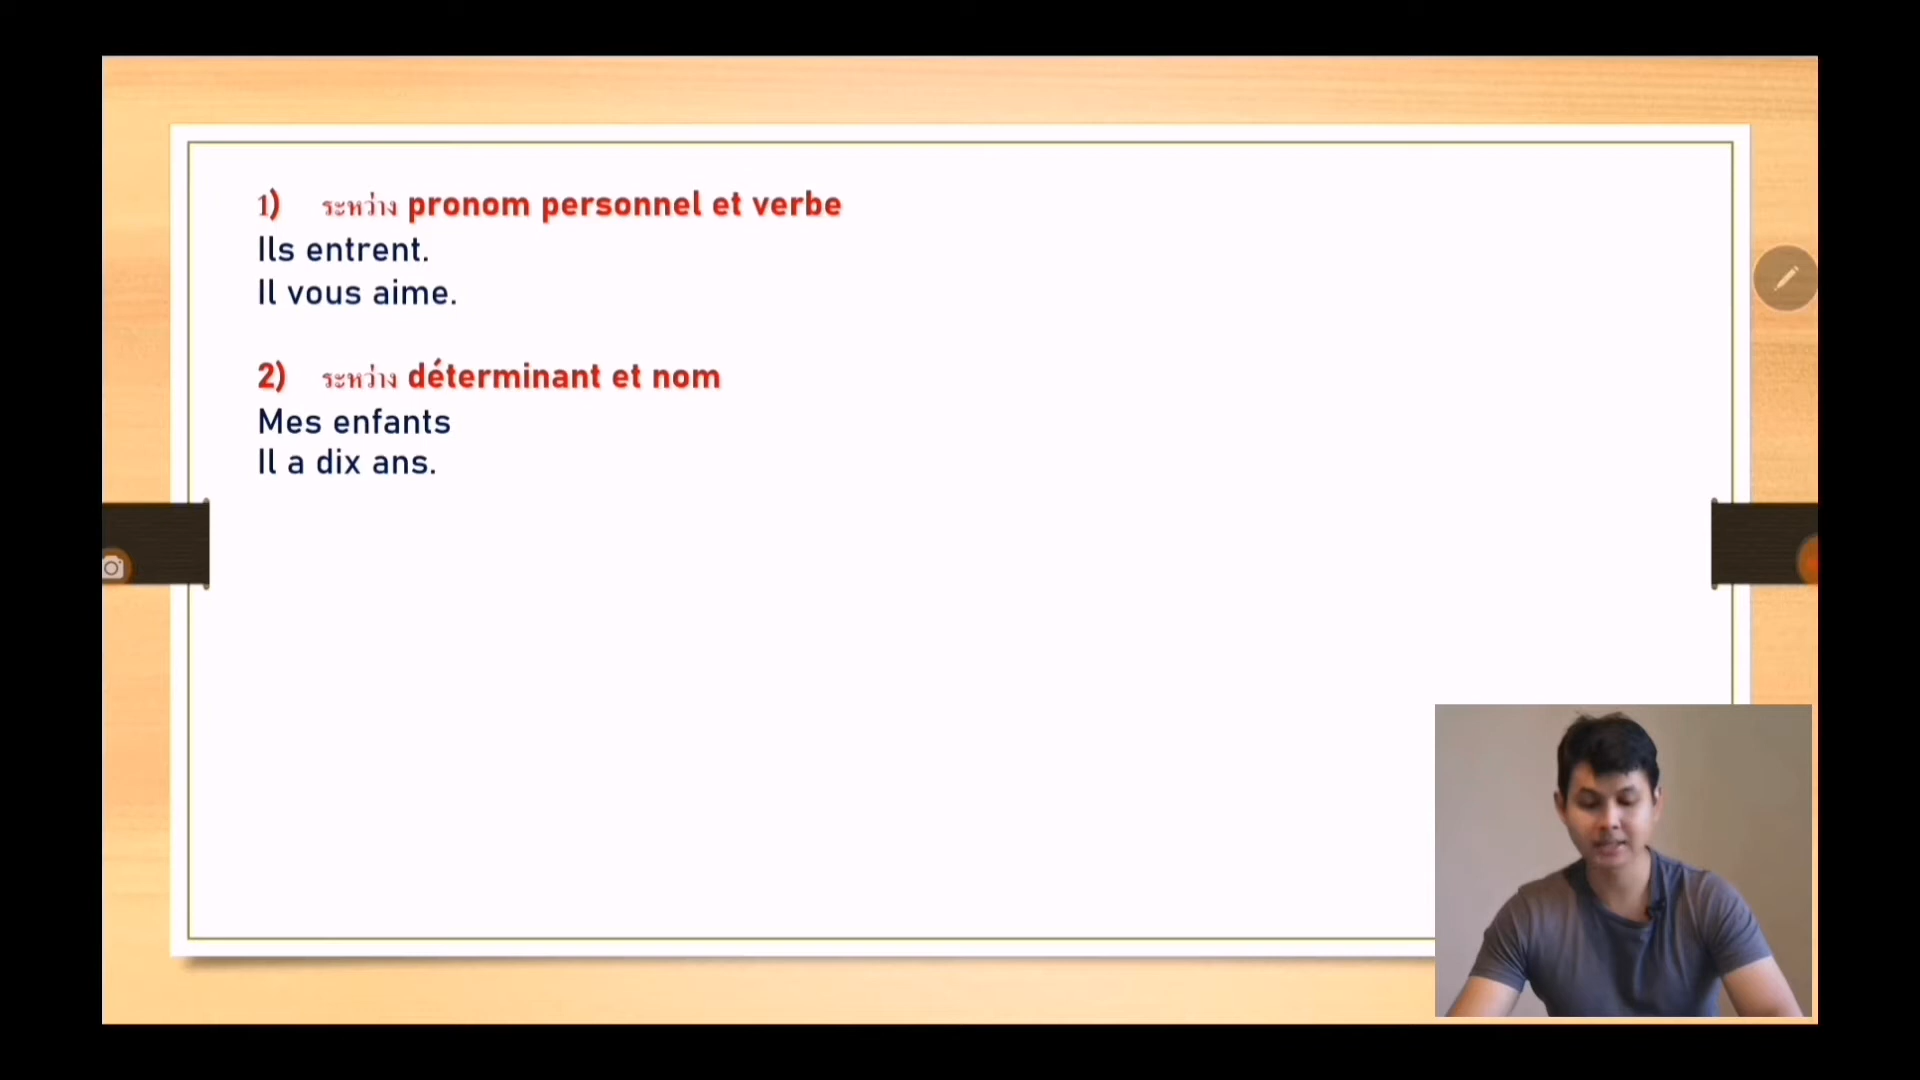 1) ระหว่าง pronom personnel et verbe
Ils entrent.
Il vous aime.
2) ระหว่าง déterminant et nom
Mes enfants
Il a dix ans.